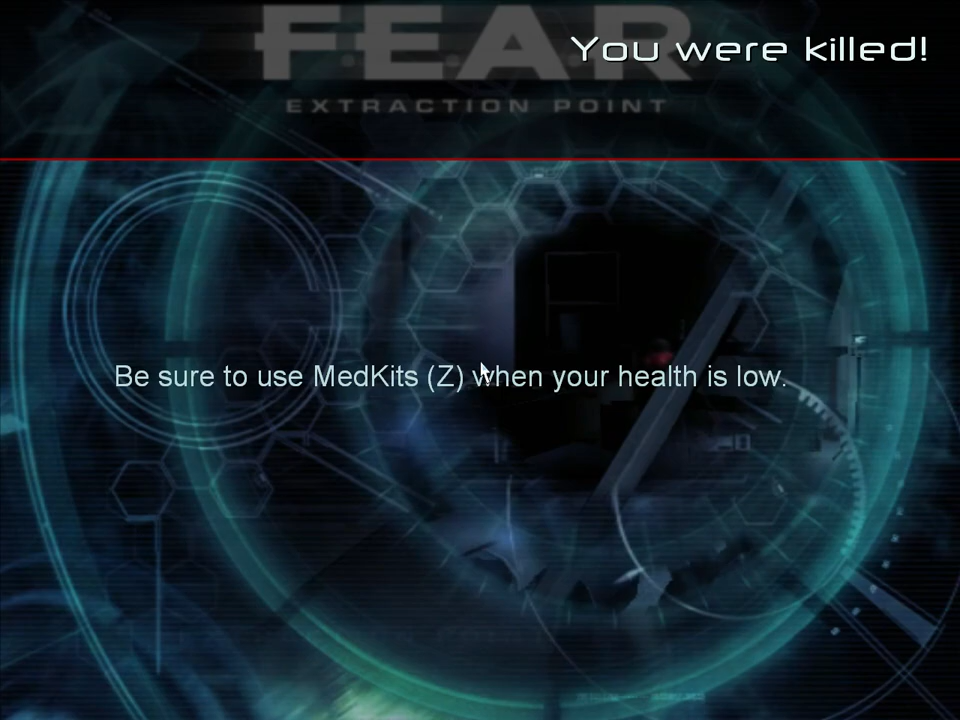 F.E.A.R
EXTRACTION POINT
You were killed!
Be sure to use MedKits (Z) when your health is low.